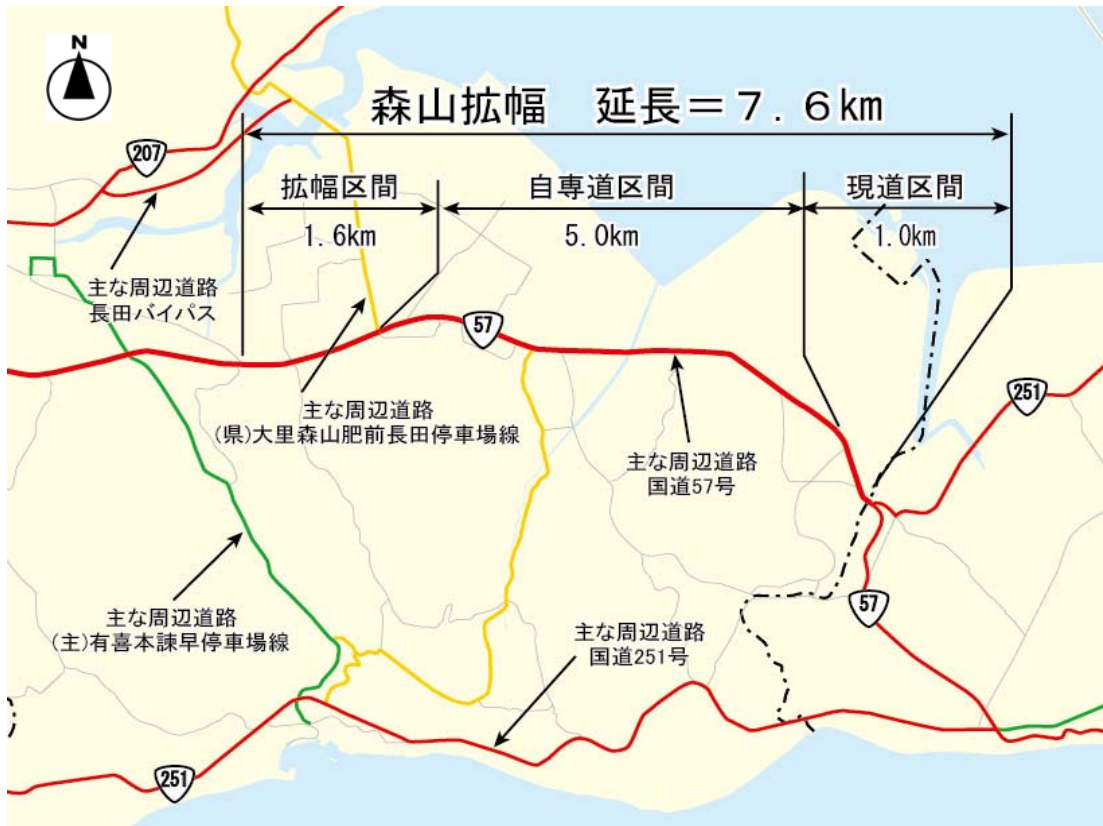 N
森山拡幅　延長＝７．６ｋｍ
207
拡幅区間
1.6km
自専道区間
5.0km
現道区間
1.0km
主な周辺道路
長田バイパス
57
251
主な周辺道路
(県)大里森山肥前長田停車場線
主な周辺道路
国道57号
主な周辺道路
(主)有喜本諫早停車場線
主な周辺道路
国道251号
57
251